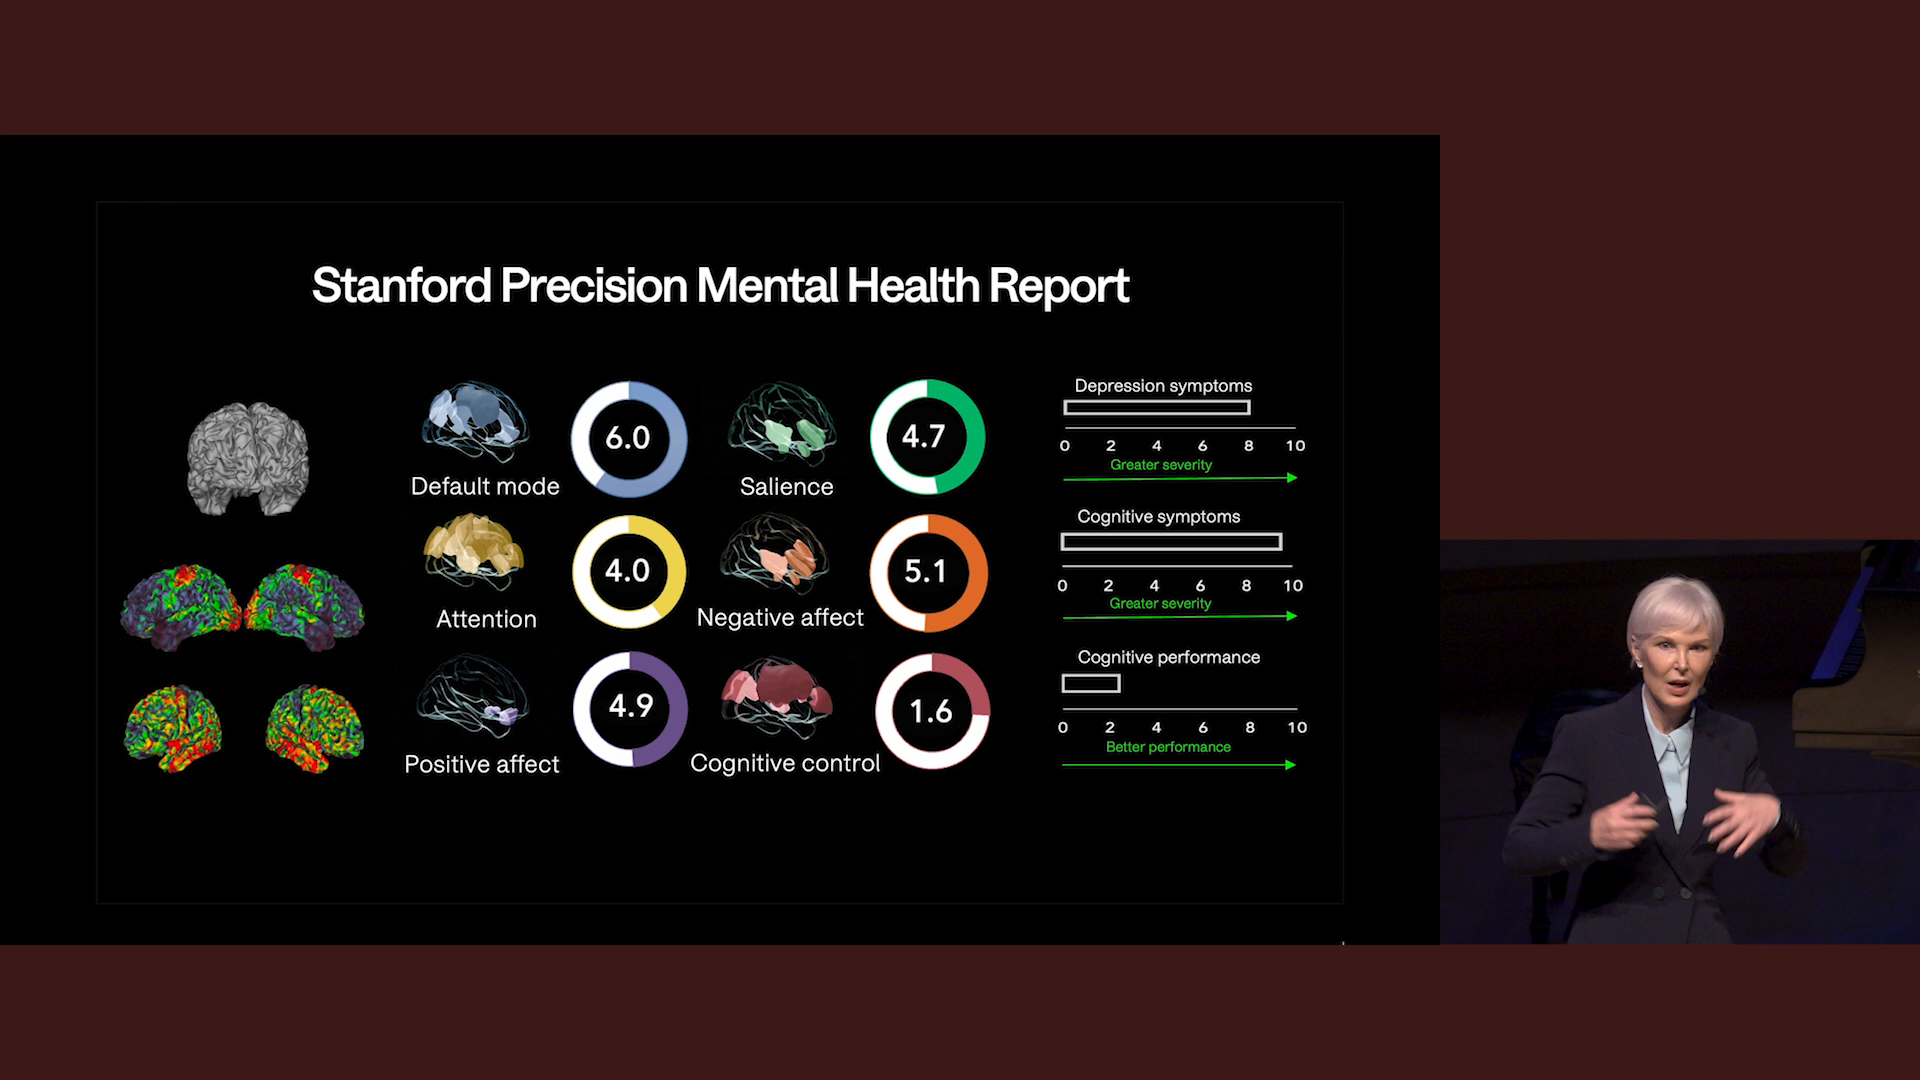 Stanford Precision Mental Health Report
6.0
Default mode
4.7
Salience
4.0
Attention
5.1
Negative affect
4.9
Positive affect
1.6
Cognitive control
Depression symptoms
0 2 4 6 8 10
Greater severity
Cognitive symptoms
0 2 4 6 8 10
Greater severity
Cognitive performance
0 2 4 6 8 10
Better performance